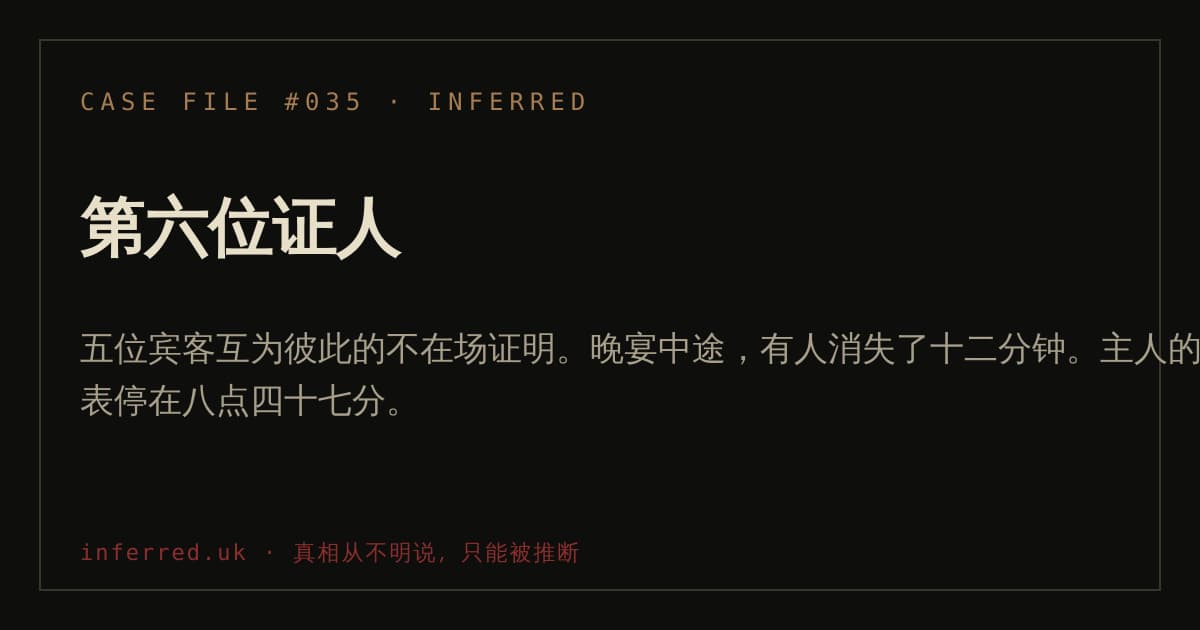 CASE FILE #035 · INFERRED
第六位证人
五位宾客互为彼此的不在场证明。晚宴中途，有人消失了十二分钟。主人的
表停在八点四十七分。
inferred.uk · 真相从不明说，只能被推断